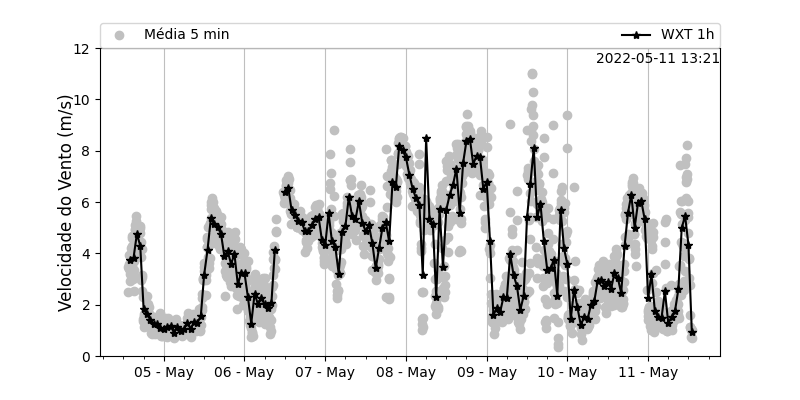 Média 5 min
WXT 1h
2022-05-11 13:21
Velocidade do Vento (m/s)
12
10
8
6
4
2
0
05 - May
06 - May
07 - May
08 - May
09 - May
10 - May
11 - May